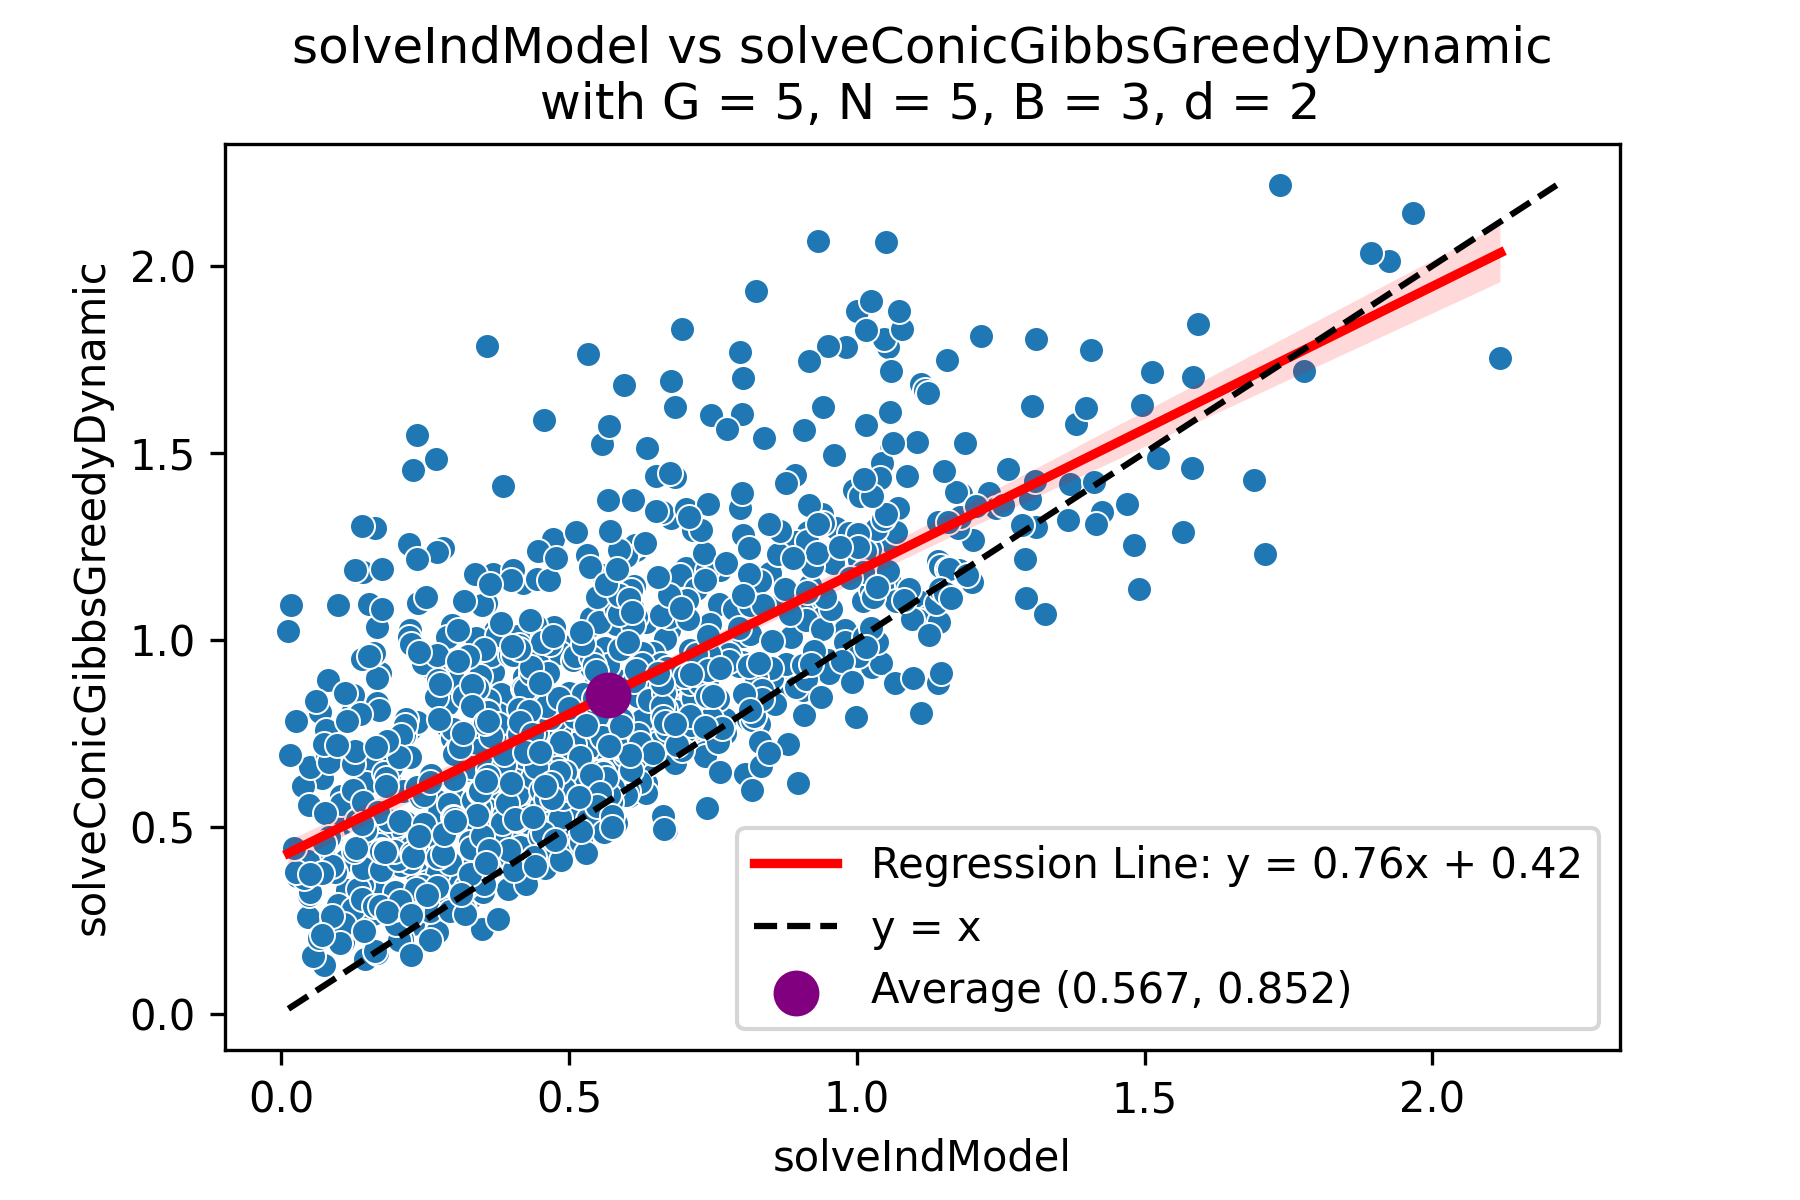 solveIndModel vs solveConicGibbsGreedyDynamic
with G = 5, N = 5, B = 3, d = 2
solveConicGibbsGreedyDynamic
2.0
1.5
1.0
0.5
0.0
Regression Line: y = 0.76x + 0.42
y = x
Average (0.567, 0.852)
0.0 0.5 1.0 1.5 2.0
solveIndModel